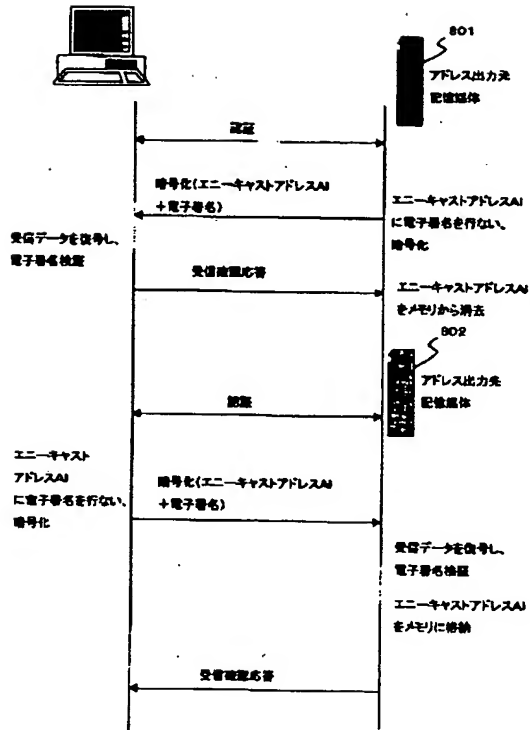 801
アドレス出力元
記憶媒体
認証
暗号化(エニーキャストアドレスAI
+電子署名)
エニーキャストアドレスAI
に電子署名を行ない、
暗号化
受信データを復号し、
電子署名検証
受信確認応答
エニーキャストアドレスAI
をメモリから消去
802
アドレス出力先
記憶媒体
認証
エニーキャスト
アドレスAI
に電子署名を行ない、
暗号化
暗号化(エニーキャストアドレスAI
+電子署名)
受信データを復号し、
電子署名検証
エニーキャストアドレスAI
をメモリに格納
受信確認応答